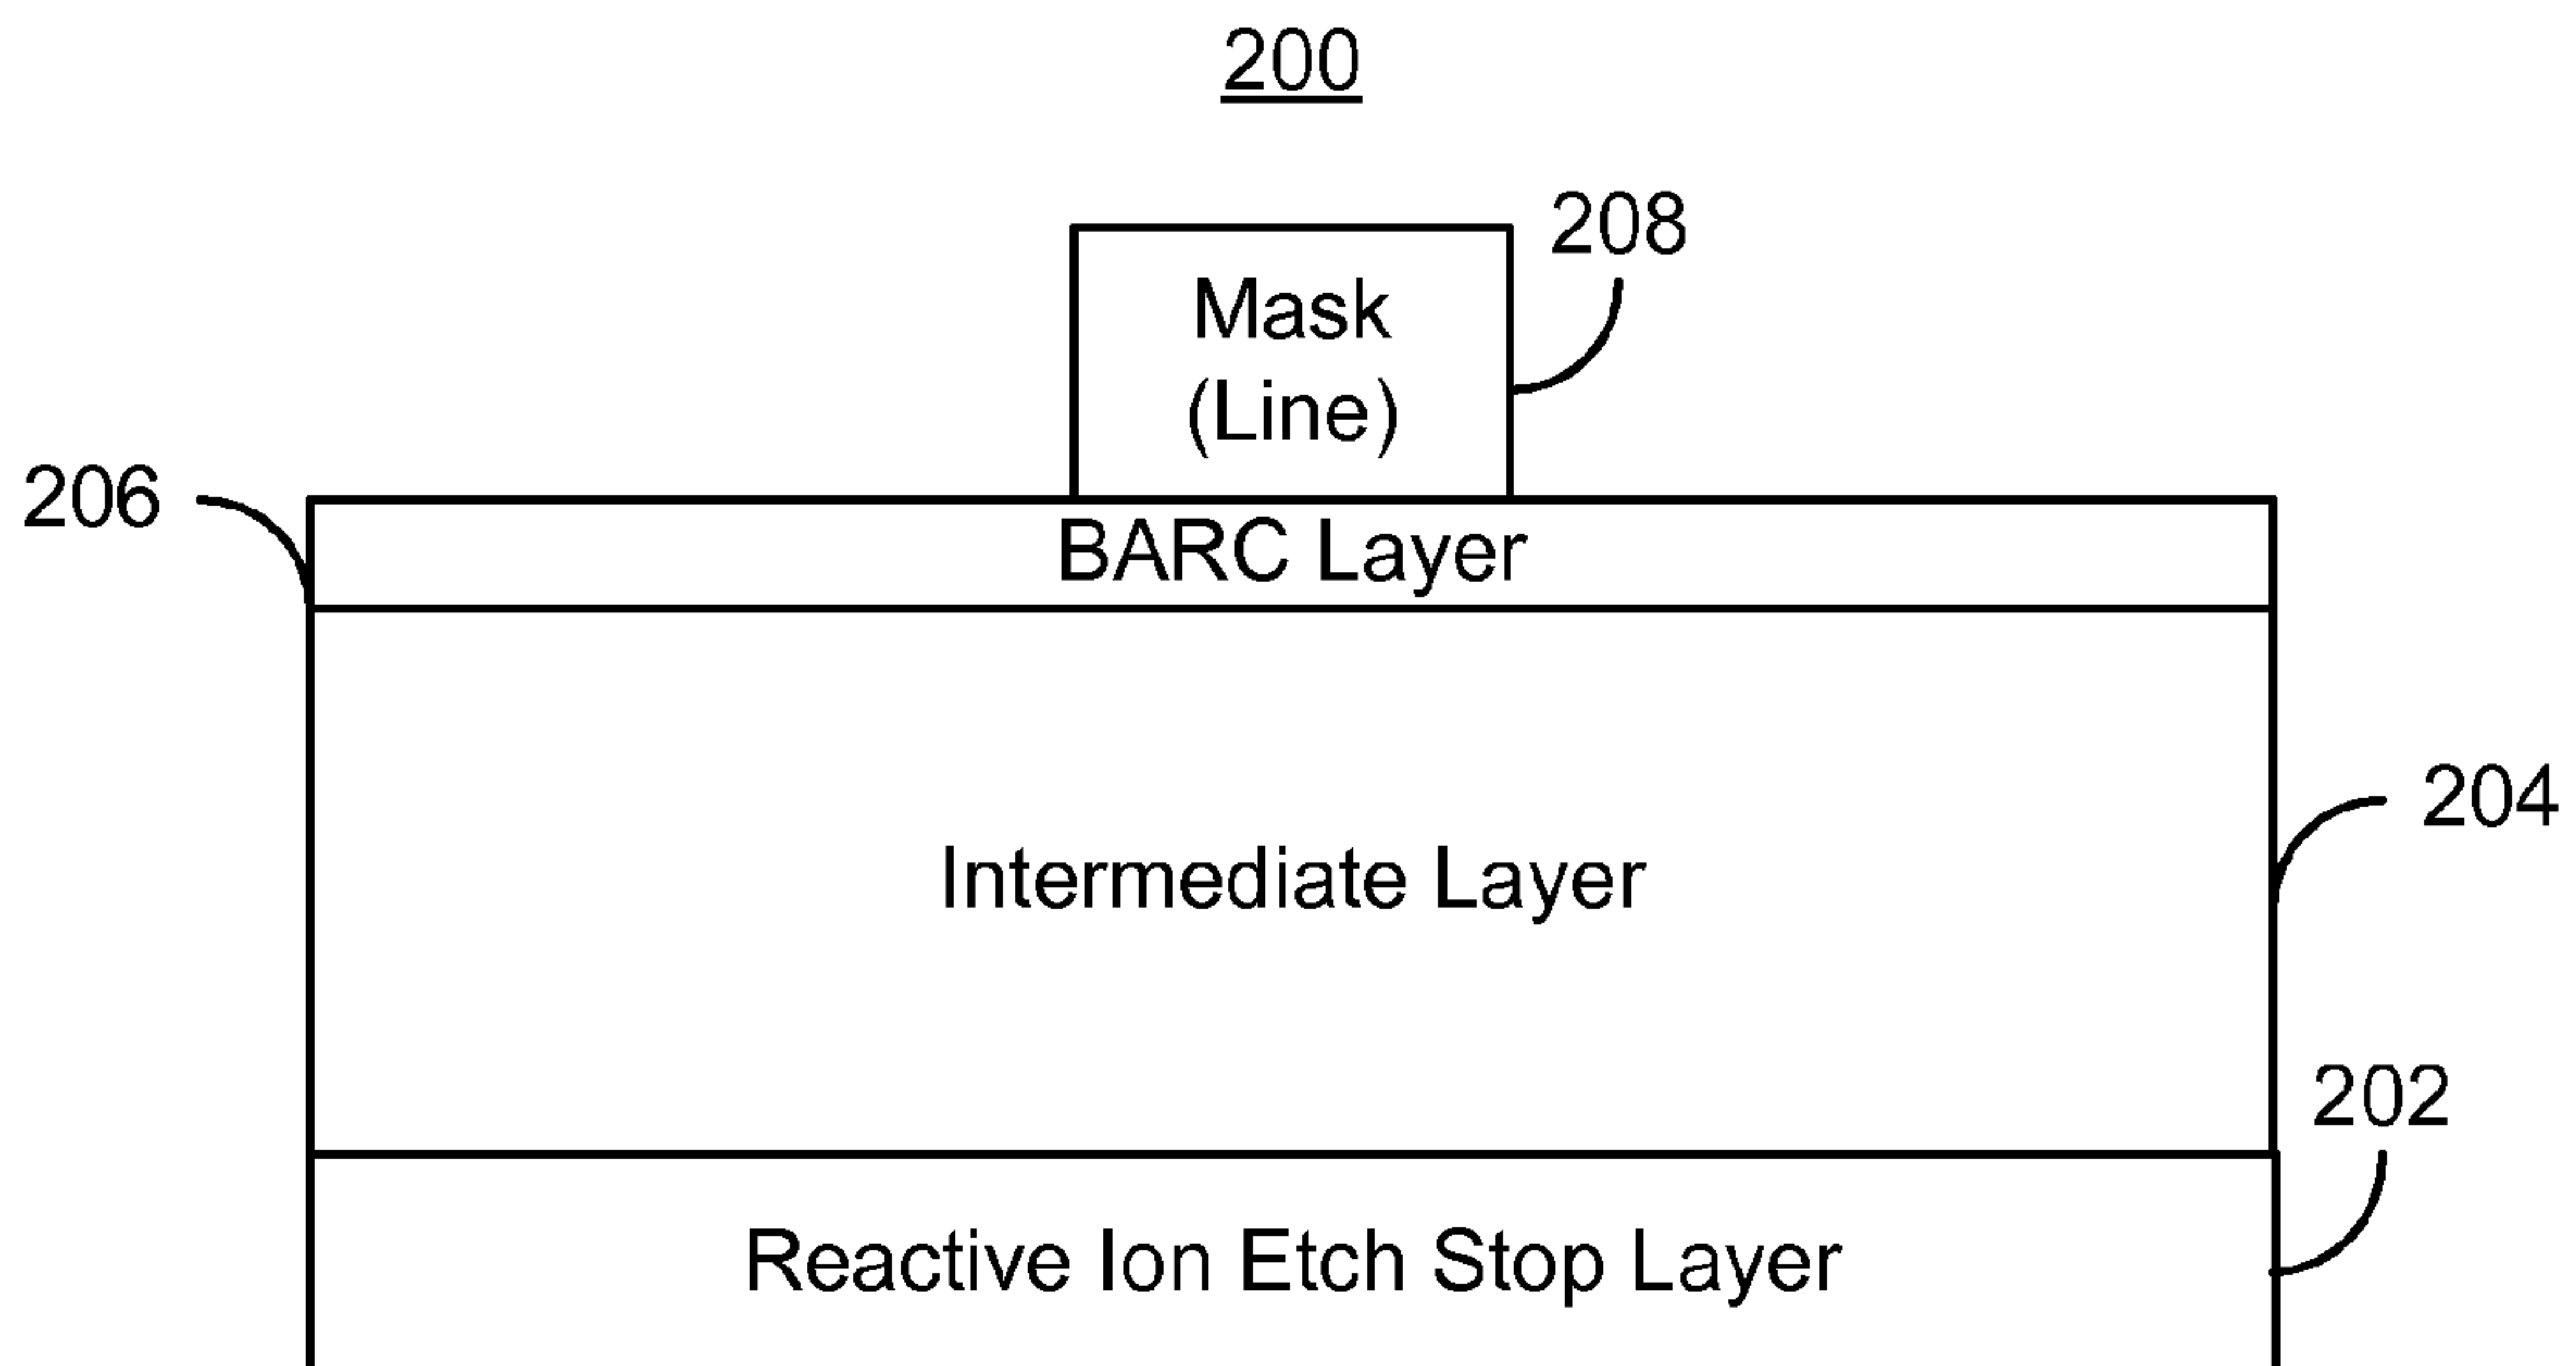 200
208
Mask
(Line)
206
BARC Layer
204
Intermediate Layer
202
Reactive Ion Etch Stop Layer